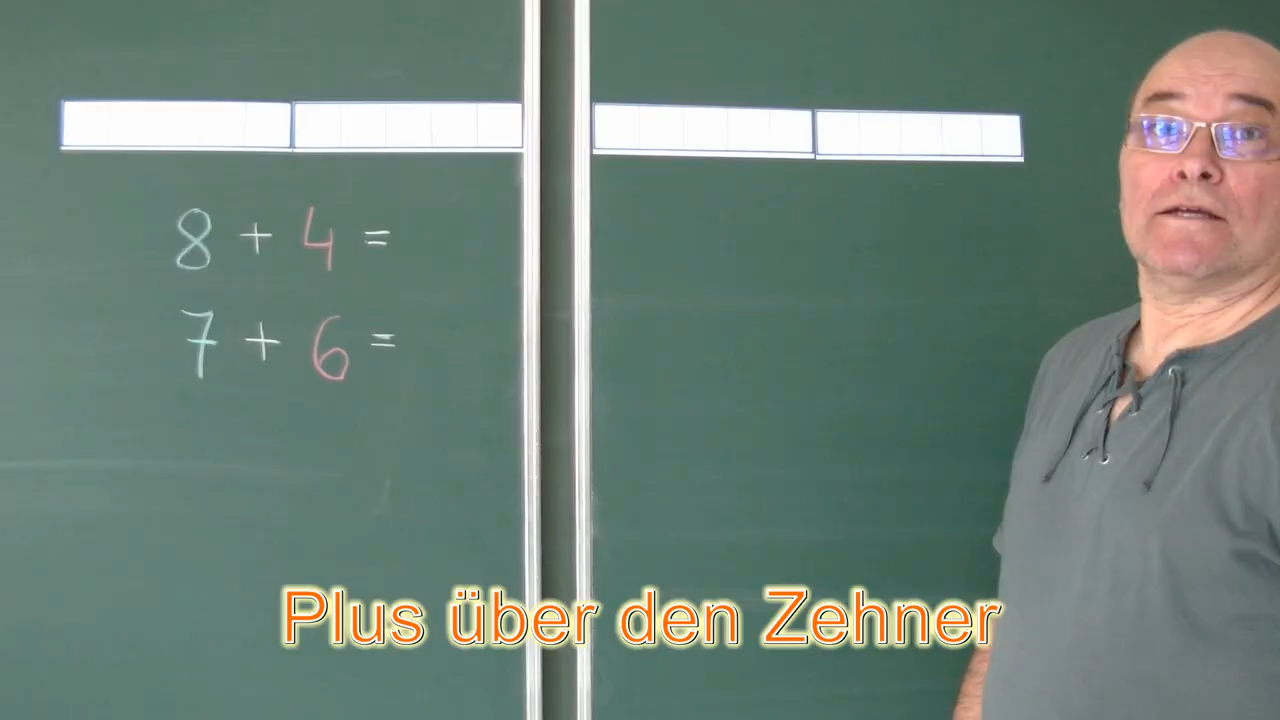 8 + 4 =
7 + 6 =
Plus über den Zehner